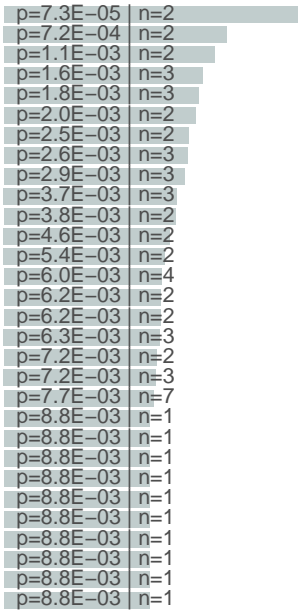 p=7.3E−05 | n=2
p=7.2E−04 | n=2
p=1.1E−03 | n=2
p=1.6E−03 | n=3
p=1.8E−03 | n=3
p=2.0E−03 | n=2
p=2.5E−03 | n=2
p=2.6E−03 | n=3
p=2.9E−03 | n=3
p=3.7E−03 | n=3
p=3.8E−03 | n=2
p=4.6E−03 | n=2
p=5.4E−03 | n=2
p=6.0E−03 | n=4
p=6.2E−03 | n=2
p=6.2E−03 | n=2
p=6.3E−03 | n=3
p=7.2E−03 | n=2
p=7.2E−03 | n=3
p=7.7E−03 | n=7
p=8.8E−03 | n=1
p=8.8E−03 | n=1
p=8.8E−03 | n=1
p=8.8E−03 | n=1
p=8.8E−03 | n=1
p=8.8E−03 | n=1
p=8.8E−03 | n=1
p=8.8E−03 | n=1
p=8.8E−03 | n=1